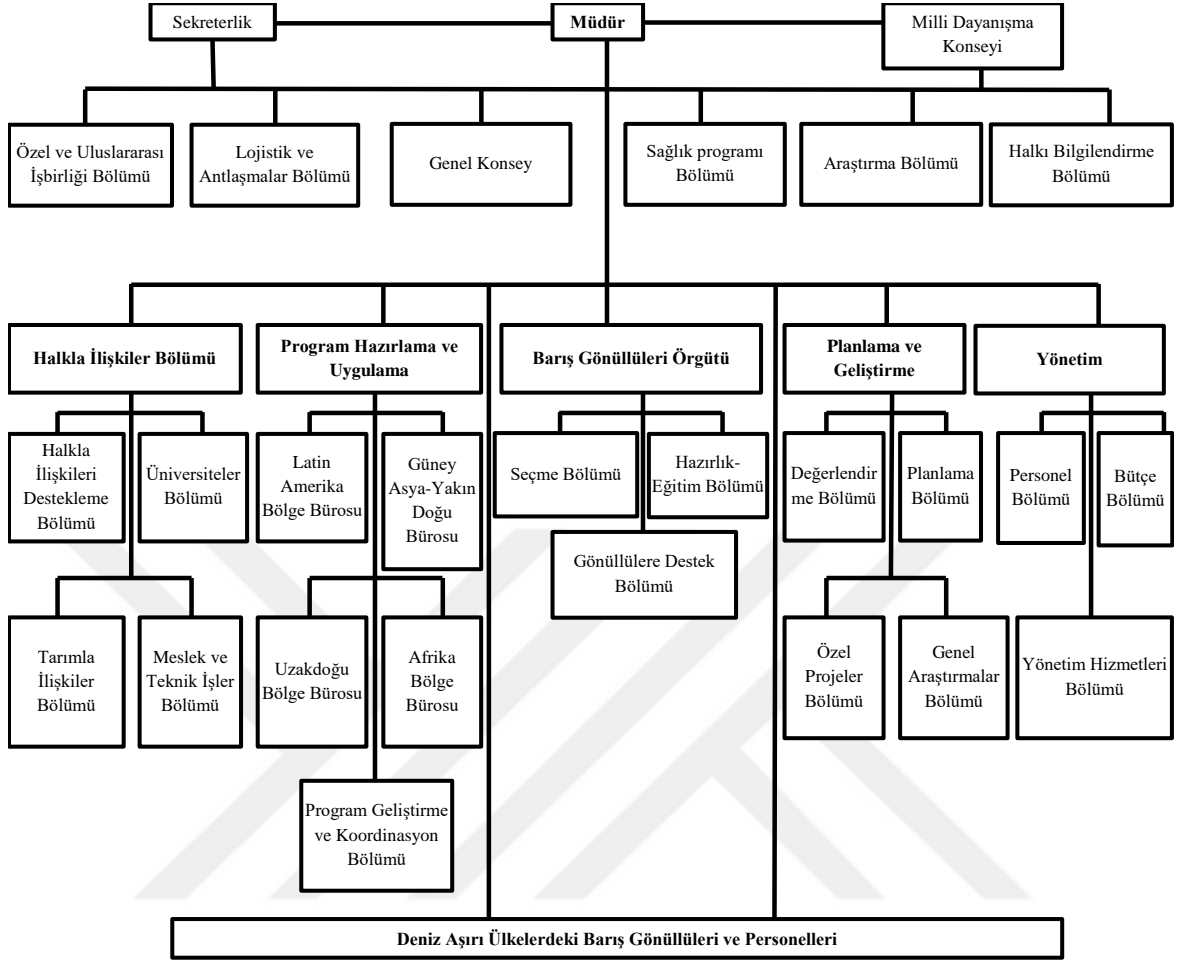 Sekreterlik
Müdür
Milli Dayanışma
Konseyi
Özel ve Uluslararası
İşbirliği Bölümü
Lojistik ve
Antlaşmalar Bölümü
Genel Konsey
Sağlık programı
Bölümü
Araştırma Bölümü
Halkı Bilgilendirme
Bölümü
Halkla İlişkiler Bölümü
Program Hazırlama ve
Uygulama
Barış Gönüllüleri Örgütü
Planlama ve
Geliştirme
Yönetim
Halkla
İlişkileri
Destekleme
Bölümü
Üniversiteler
Bölümü
Latin
Amerika
Bölge Bürosu
Güney
Asya-Yakın
Doğu
Bürosu
Seçme Bölümü
Hazırlık-
Eğitim Bölümü
Gönüllülere Destek
Bölümü
Değerlendir
me Bölümü
Planlama
Bölümü
Personel
Bölümü
Bütçe
Bölümü
Tarımla
İlişkiler
Bölümü
Meslek ve
Teknik İşler
Bölümü
Uzakdoğu
Bölge Bürosu
Afrika
Bölge
Bürosu
Özel
Projeler
Bölümü
Genel
Araştırmalar
Bölümü
Yönetim Hizmetleri
Bölümü
Program Geliştirme
ve Koordinasyon
Bölümü
Deniz Aşırı Ülkelerdeki Barış Gönüllüleri ve Personelleri